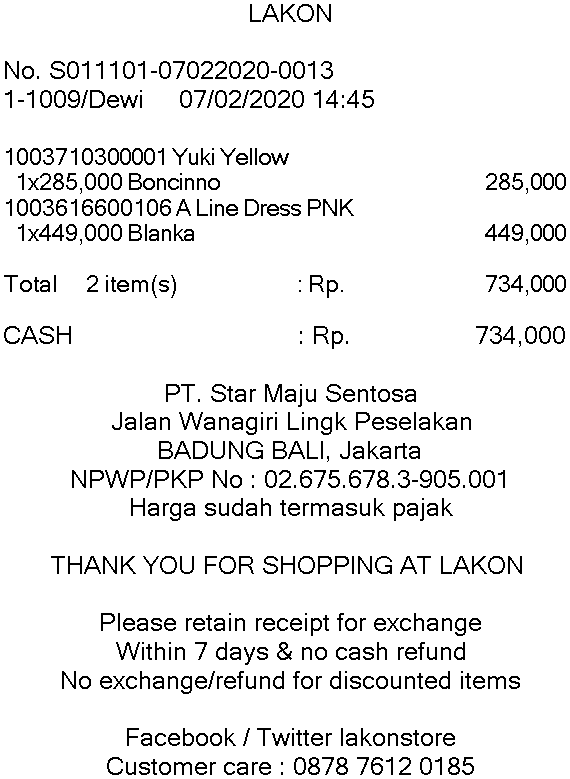 LAKON
No. S011101-07022020-0013
1-1009/Dewi 07/02/2020 14:45
1003710300001 Yuki Yellow
1x285,000 Boncinno 285,000
1003616600106 A Line Dress PNK
1x449,000 Blanka 449,000
Total 2 item(s) : Rp. 734,000
CASH : Rp. 734,000
PT. Star Maju Sentosa
Jalan Wanagiri Lingk Peselakan
BADUNG BALI, Jakarta
NPWP/PKP No : 02.675.678.3-905.001
Harga sudah termasuk pajak
THANK YOU FOR SHOPPING AT LAKON
Please retain receipt for exchange
Within 7 days & no cash refund
No exchange/refund for discounted items
Facebook / Twitter lakonstore
Customer care : 0878 7612 0185